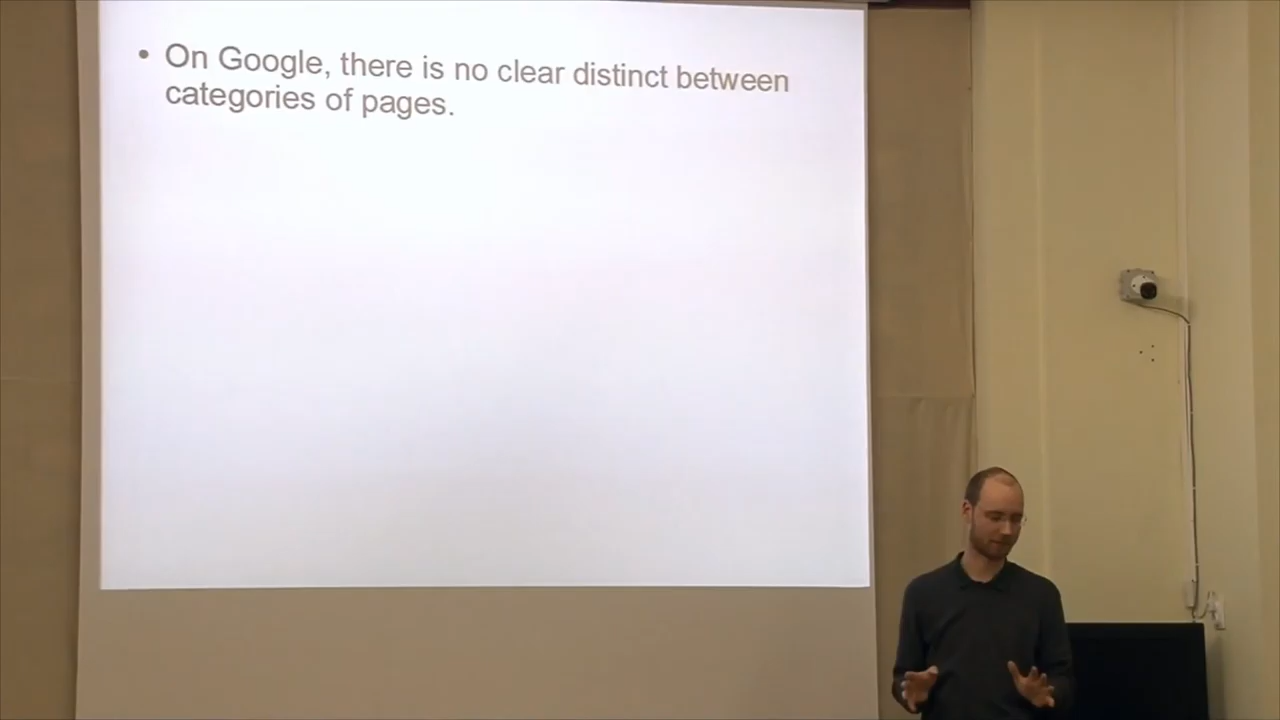 • On Google, there is no clear distinct between
categories of pages.